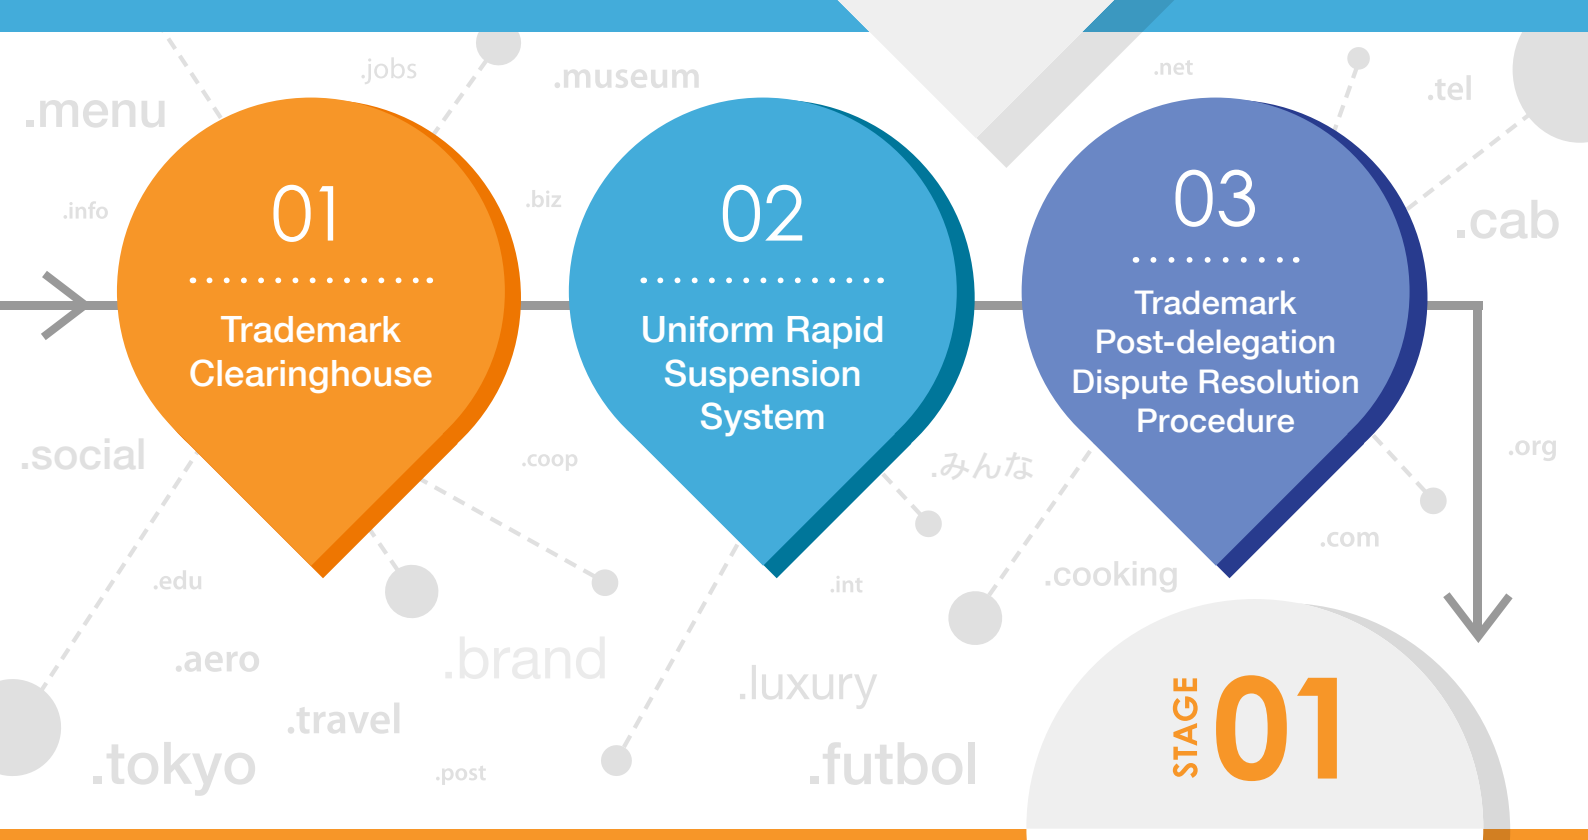 .jobs
.museum
.net
.tel
.menu
.info
.biz
.cab
01
Trademark
Clearinghouse
02
Uniform Rapid
Suspension
System
03
Trademark
Post-delegation
Dispute Resolution
Procedure
.social
.coop
.みんな
.org
.edu
.int
.cooking
.com
.aero
.brand
.luxury
.travel
.tokyo
.post
.futbol
STAGE 01